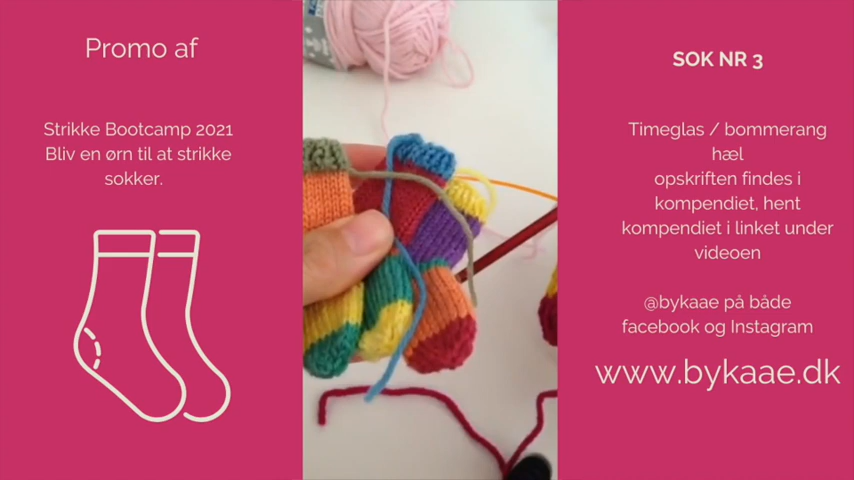 Promo af
Strikke Bootcamp 2021
Bliv en ørn til at strikke
sokker.
SOK NR 3
Timeglas / bommerang
hæl
opskriften findes i
kompendiet, hent
kompendiet i linket under
videoen
@bykaae på både
facebook og Instagram
www.bykaae.dk